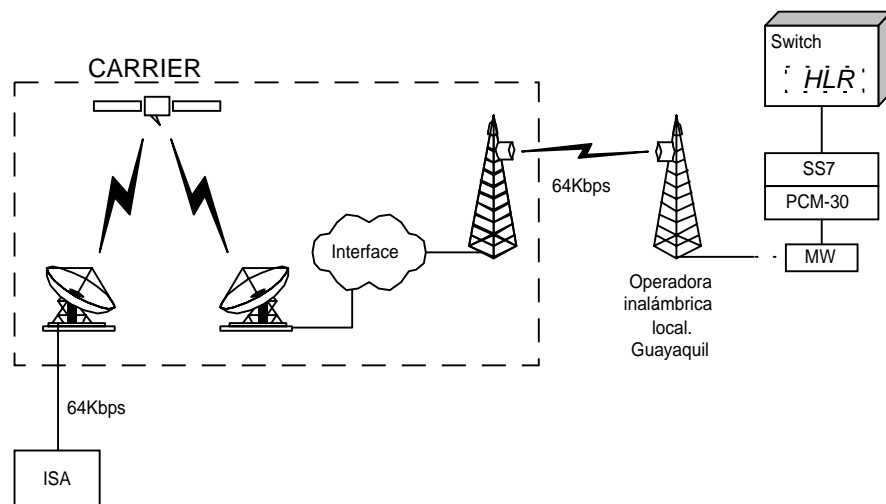 CARRIER
Switch
HLR
SS7
PCM-30
MW
64Kbps
Interface
Operadora
inalámbrica
local.
Guayaquil
64Kbps
ISA